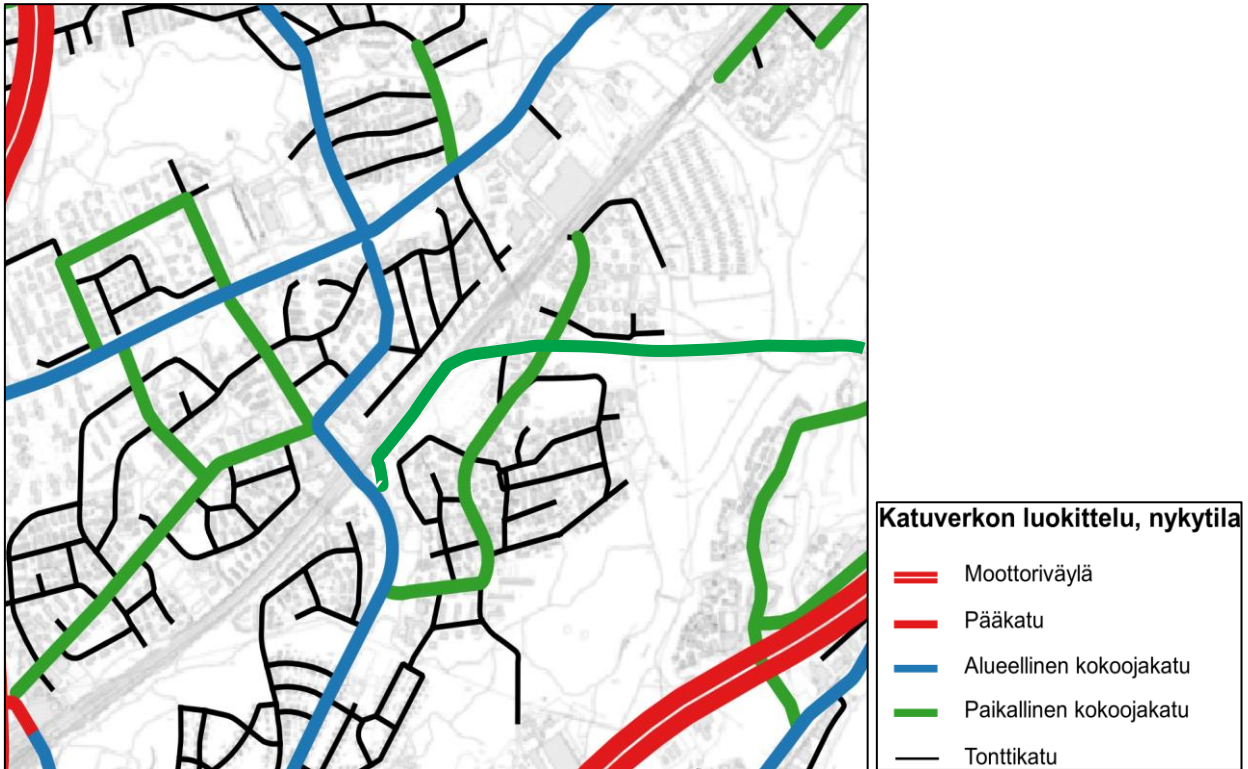 Katuverkon luokittelu, nykytila
Moottoriväylä
Pääkatu
Alueellinen kokoojakatu
Paikallinen kokoojakatu
Tonttikatu